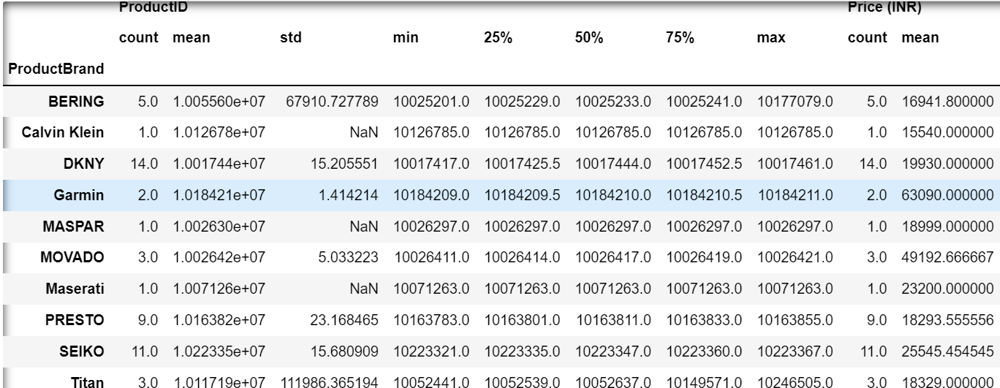 ProductID Price (INR)
count mean std min 25% 50% 75% max count mean
ProductBrand
BERING 5.0 1.005560e+07 67910.727789 10025201.0 10025229.0 10025233.0 10025241.0 10177079.0 5.0 16941.800000
Calvin Klein 1.0 1.012678e+07 NaN 10126785.0 10126785.0 10126785.0 10126785.0 10126785.0 1.0 15540.000000
DKNY 14.0 1.001744e+07 15.205551 10017417.0 10017425.5 10017444.0 10017452.5 10017461.0 14.0 19930.000000
Garmin 2.0 1.018421e+07 1.414214 10184209.0 10184209.5 10184210.0 10184210.5 10184211.0 2.0 63090.000000
MASPAR 1.0 1.002630e+07 NaN 10026297.0 10026297.0 10026297.0 10026297.0 10026297.0 1.0 18999.000000
MOVADO 3.0 1.002642e+07 5.033223 10026411.0 10026414.0 10026417.0 10026419.0 10026421.0 3.0 49192.666667
Maserati 1.0 1.007126e+07 NaN 10071263.0 10071263.0 10071263.0 10071263.0 10071263.0 1.0 23200.000000
PRESTO 9.0 1.016382e+07 23.168465 10163783.0 10163801.0 10163811.0 10163833.0 10163855.0 9.0 18293.555556
SEIKO 11.0 1.022335e+07 15.680909 10223321.0 10223335.0 10223347.0 10223360.0 10223367.0 11.0 25545.454545
Titan 3.0 1.011719e+07 111986.365194 10052441.0 10052539.0 10052637.0 10149571.0 10246505.0 3.0 18329.000000